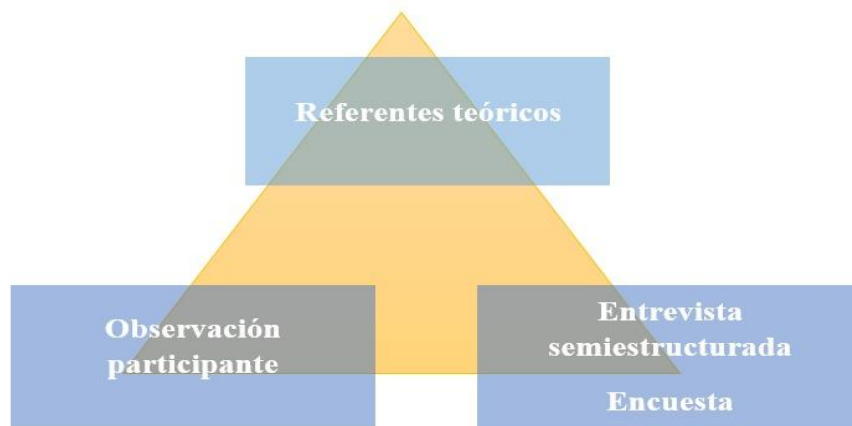 Referentes teóricos
Observación
participante
Entrevista
semiestructurada
Encuesta